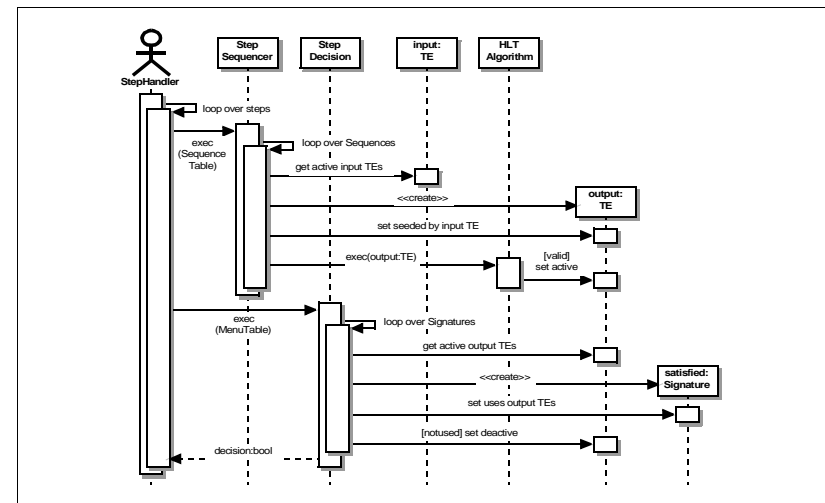 StepHandler
Step
Sequencer
Step
Decision
input:
TE
HLT
Algorithm
loop over steps
exec
(Sequence
Table)
loop over Sequences
get active input TEs
<<create>>
output:
TE
set seeded by input TE
exec(output:TE)
[valid]
set active
exec
(MenuTable)
loop over Signatures
get active output TEs
<<create>>
satisfied:
Signature
set uses output TEs
[notused] set deactive
decision:bool